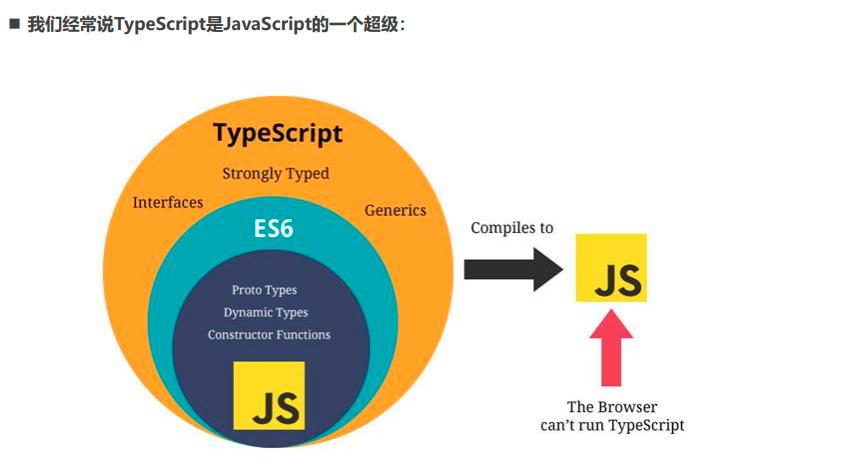 ■ 我们经常说TypeScript是JavaScript的一个超级：
TypeScript
Strongly Typed
Interfaces
Generics
ES6
Proto Types
Dynamic Types
Constructor Functions
JS
Compiles to
JS
The Browser
can't run TypeScript